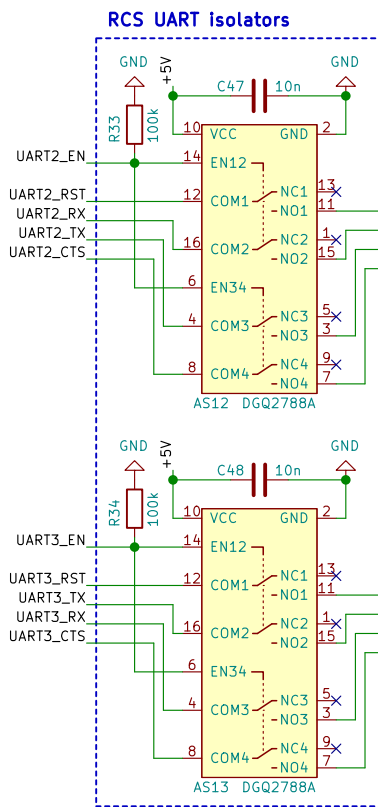 RCS UART isolators
GND
+5V
C47
10n
GND
R33
100k
10 VCC
GND 2
UART2_EN
14 EN12
NC1 13
UART2_RST
12 COM1
NO1 11
UART2_RX
UART2_TX
16 COM2
NC2 1
UART2_CTS
NO2 15
6 EN34
NC3 5
4 COM3
NO3 3
NC4 9
8 COM4
NO4 7
AS12
DGQ2788A
GND
+5V
C48
10n
GND
R34
100k
10 VCC
GND 2
UART3_EN
14 EN12
NC1 13
UART3_RST
12 COM1
NO1 11
UART3_TX
UART3_RX
16 COM2
NC2 1
UART3_CTS
NO2 15
6 EN34
NC3 5
4 COM3
NO3 3
NC4 9
8 COM4
NO4 7
AS13
DGQ2788A